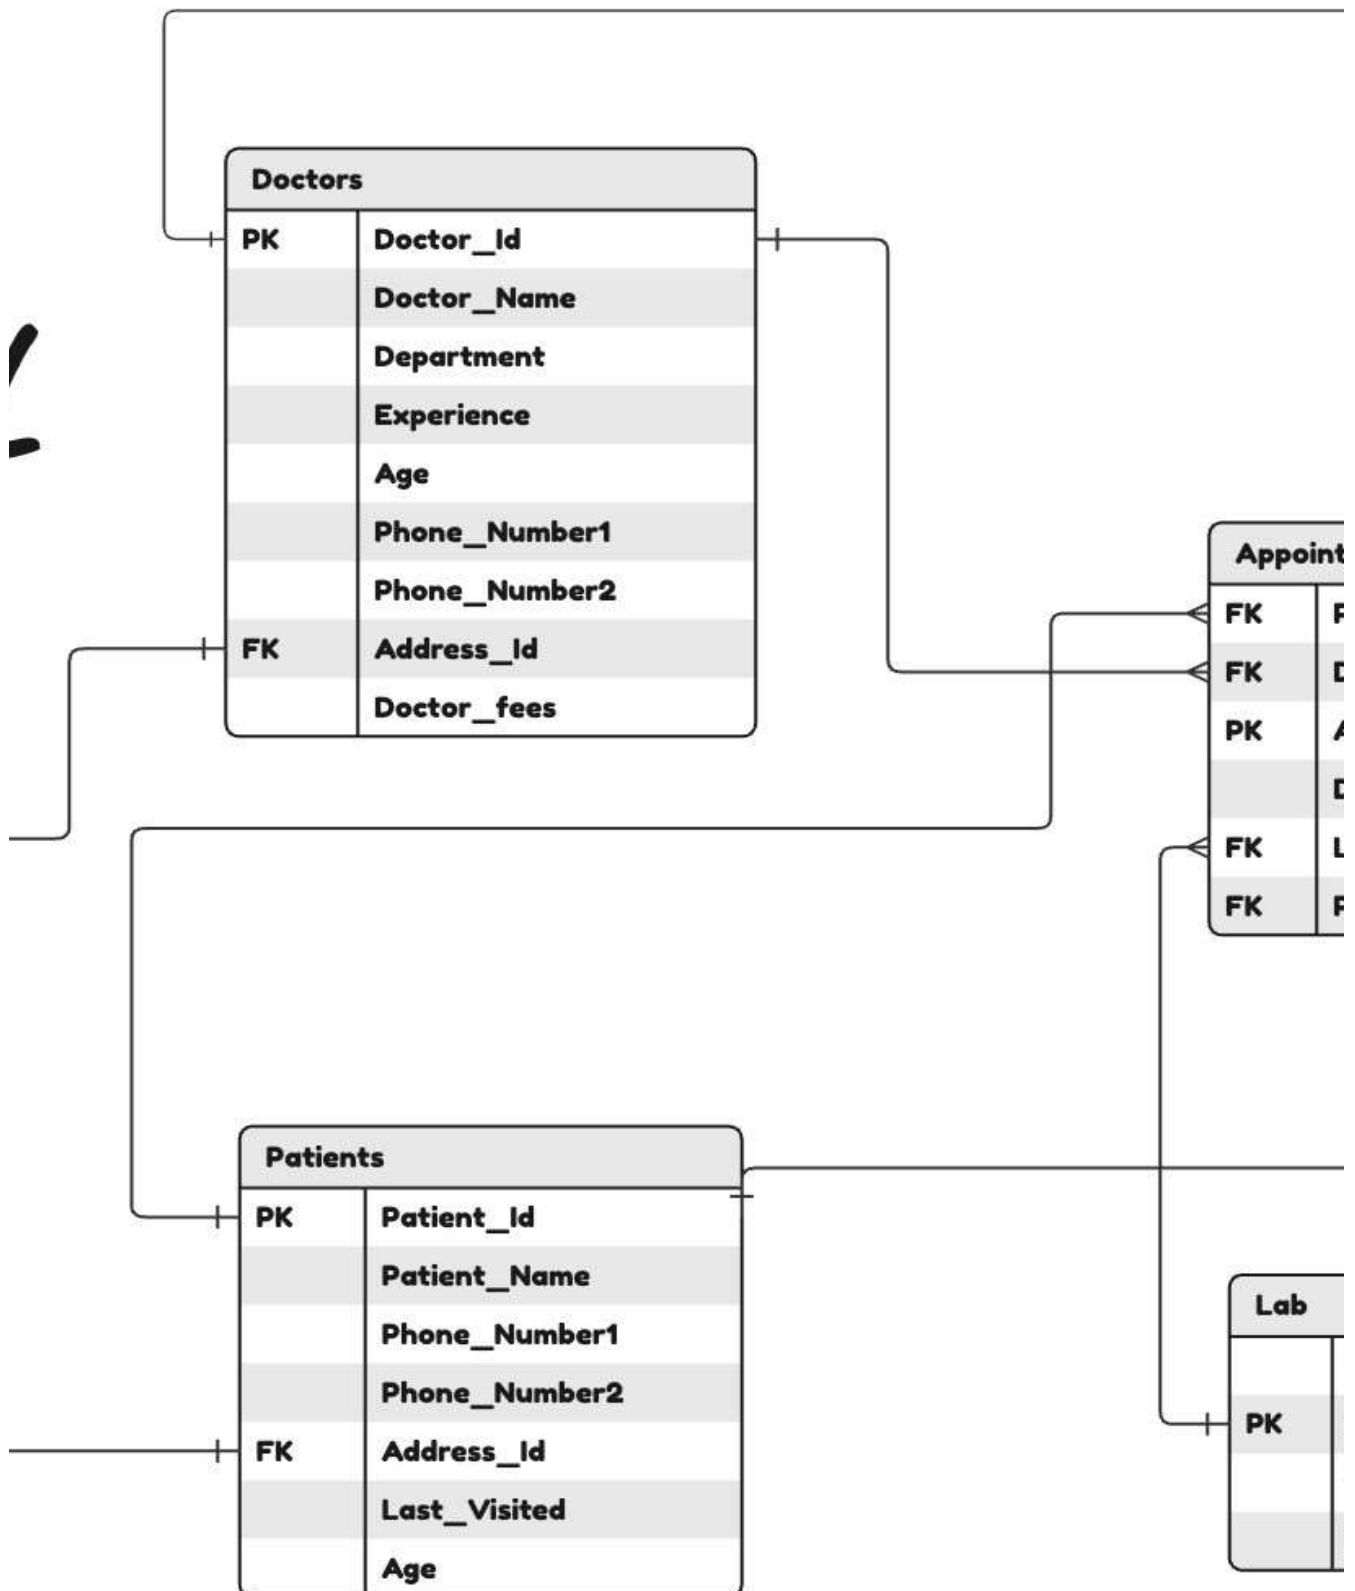 Doctors
PK Doctor_Id
Doctor_Name
Department
Experience
Age
Phone_Number1
Phone_Number2
FK Address_Id
Doctor_fees
Appoint
FK
FK
PK
FK
FK
Patients
PK Patient_Id
Patient_Name
Phone_Number1
Phone_Number2
FK Address_Id
Last_Visited
Age
Lab
PK